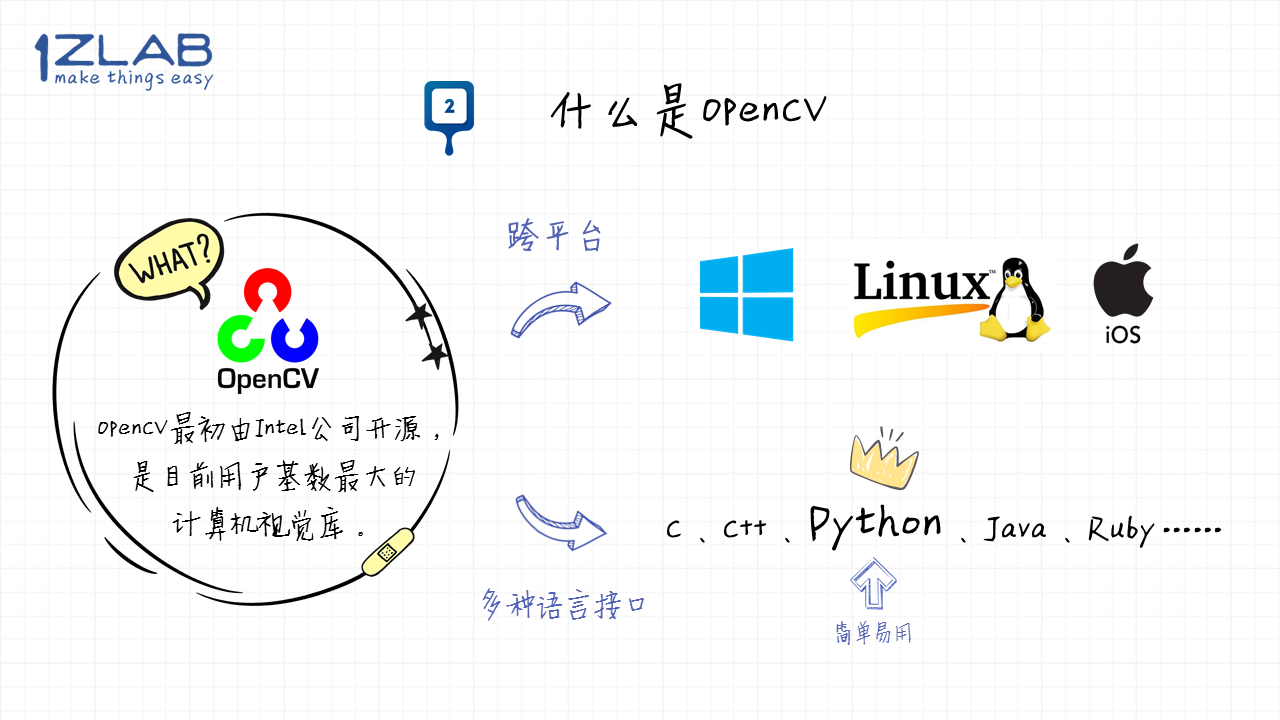 1ZLAB
make things easy
2
什么是OpenCV
WHAT?
OpenCV
OpenCV最初由Intel公司开源，
是目前用户基数最大的
计算机视觉库。
跨平台
Linux™
iOS
C、C++、Python、Java、Ruby……
多种语言接口
简单易用